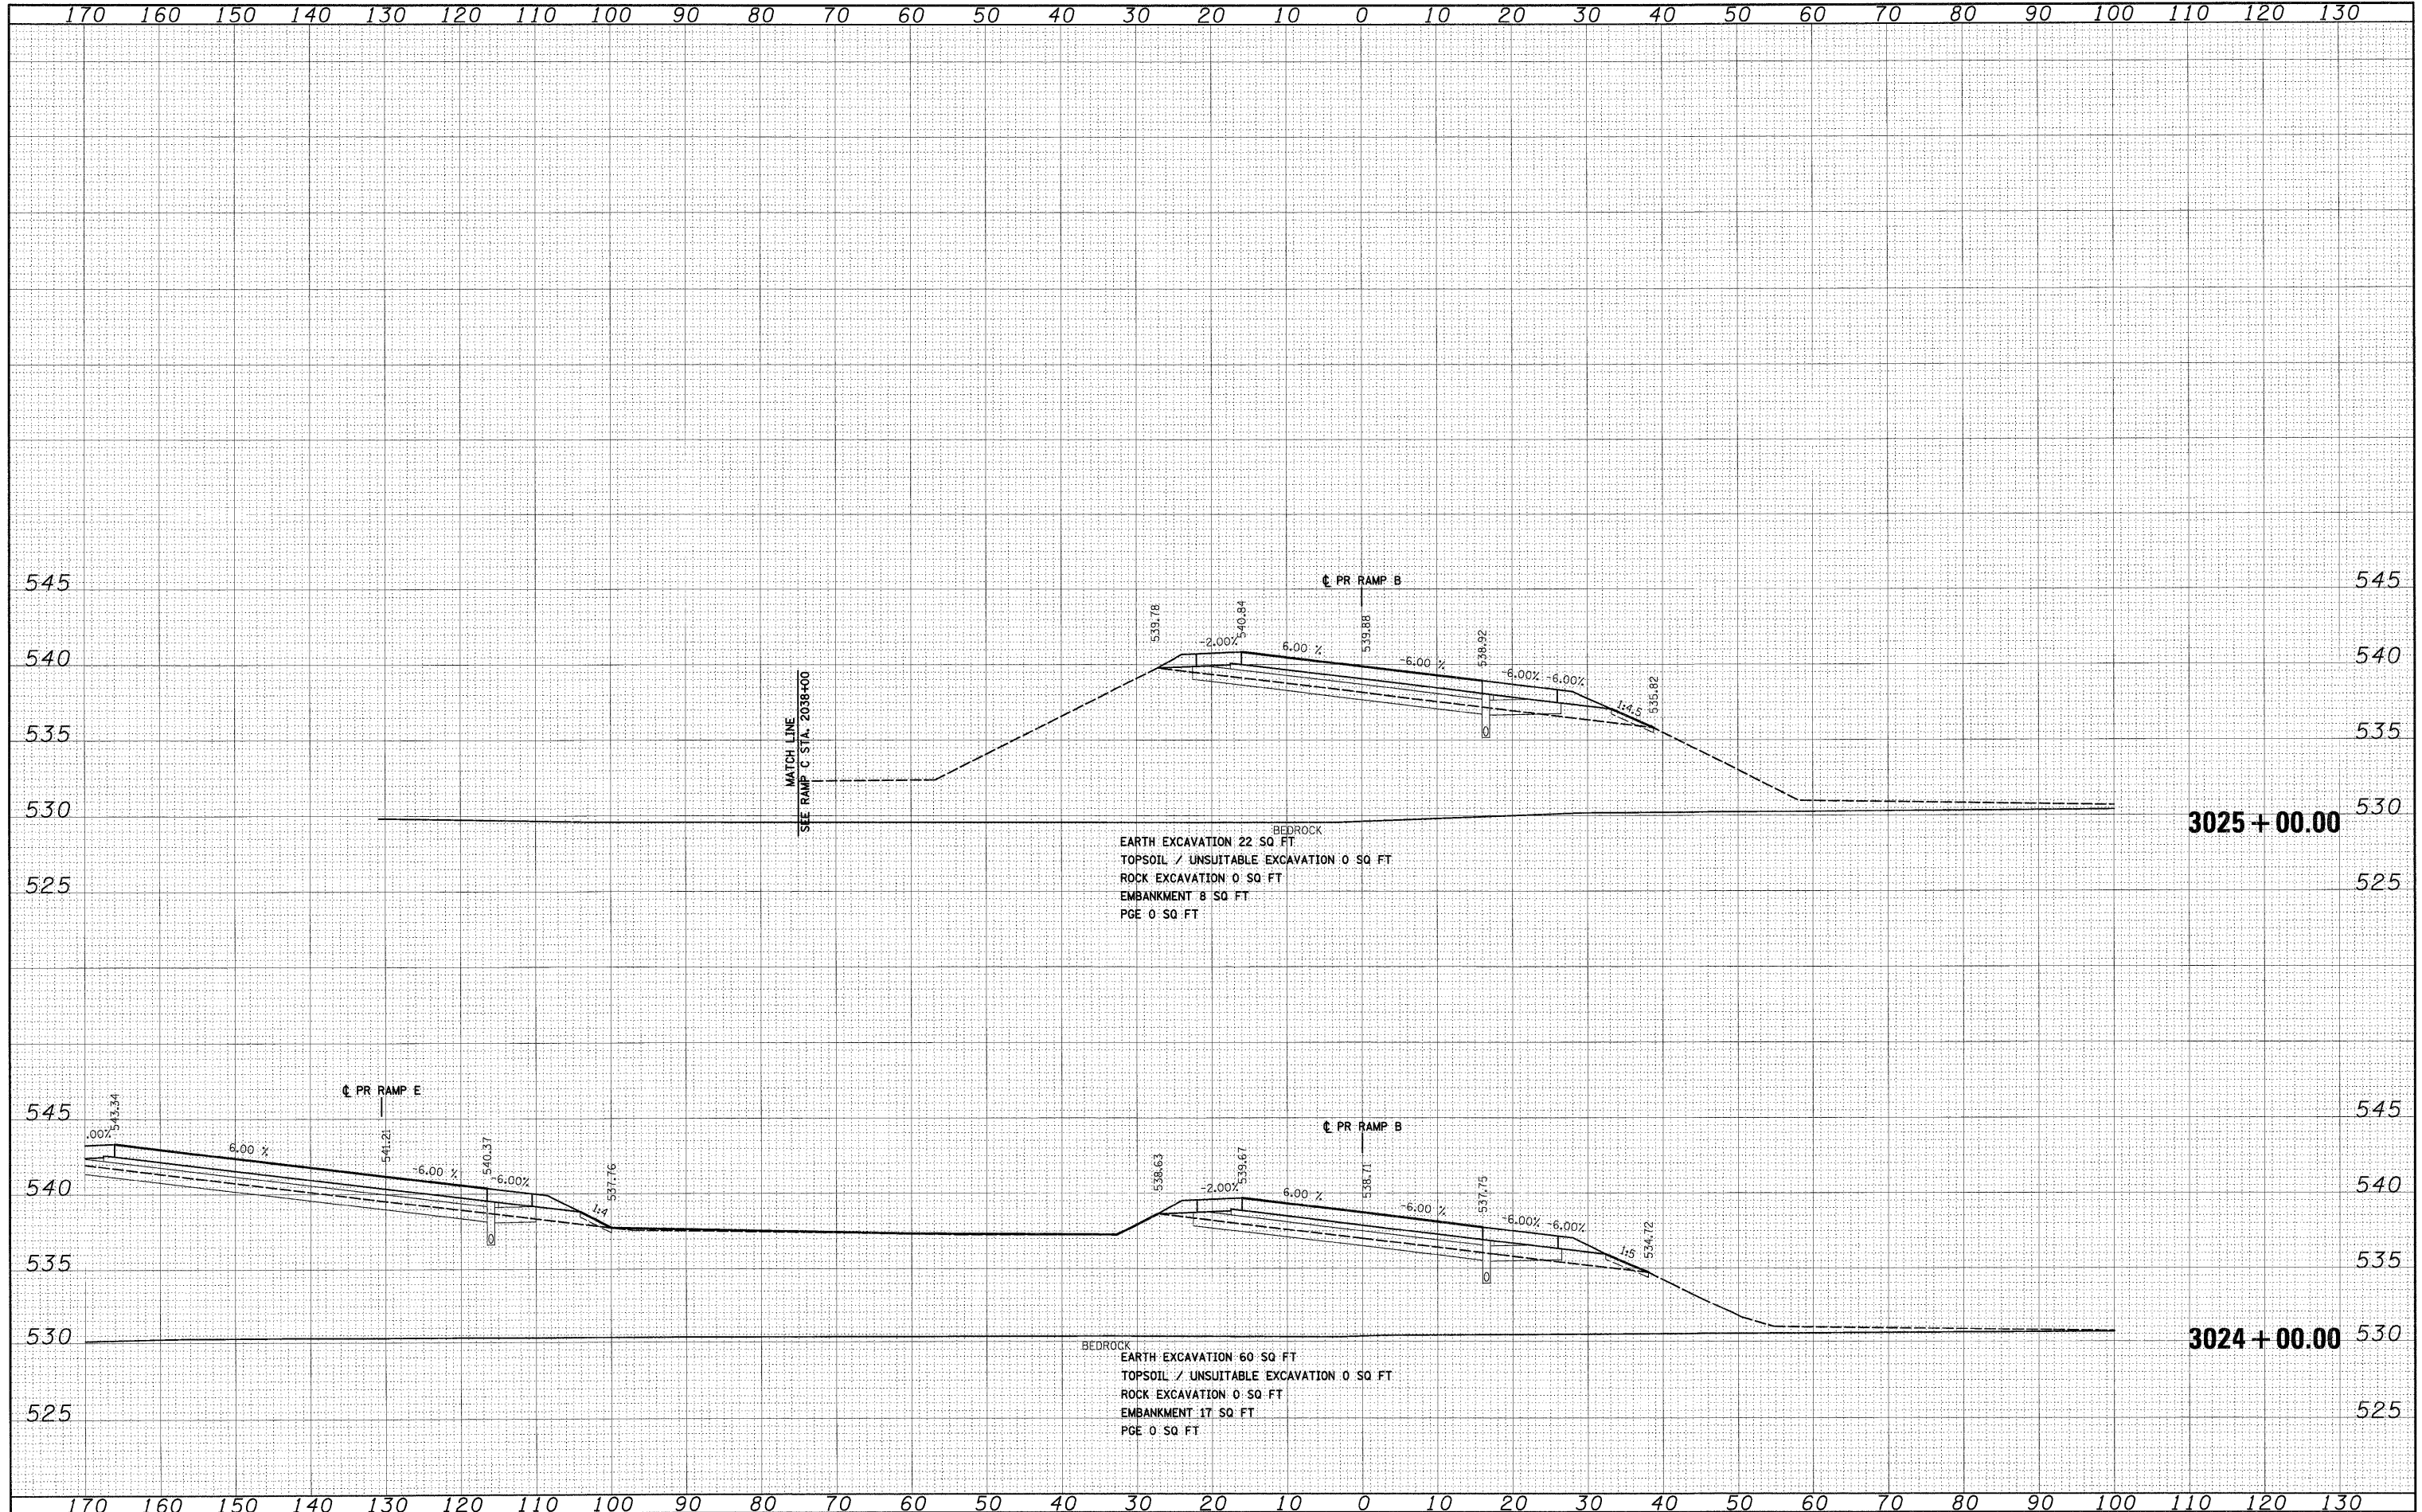 170 160 150 140 130 120 110 100 90 80 70 60 50 40 30 20 10 0 10 20 30 40 50 60 70 80 90 100 110 120 130
545
℄ PR RAMP B
545
539.78
-2.00%
540.84
6.00 %
539.88
-6.00 %
538.92
-6.00%
-6.00%
1:4.5
535.82
540
540
MATCH LINE
SEE RAMP C STA. 2038+00
535
535
530
530
3025+00.00
BEDROCK
EARTH EXCAVATION 22 SQ FT
TOPSOIL / UNSUITABLE EXCAVATION 0 SQ FT
ROCK EXCAVATION 0 SQ FT
EMBANKMENT 8 SQ FT
PGE 0 SQ FT
525
525
℄ PR RAMP E
545
545
.00%
543.34
6.00 %
541.21
-6.00 %
540.37
-6.00%
1:4
537.76
℄ PR RAMP B
538.63
-2.00%
539.67
6.00 %
538.71
-6.00 %
537.75
-6.00%
-6.00%
1:5
534.72
540
540
535
535
530
530
3024+00.00
BEDROCK
EARTH EXCAVATION 60 SQ FT
TOPSOIL / UNSUITABLE EXCAVATION 0 SQ FT
ROCK EXCAVATION 0 SQ FT
EMBANKMENT 17 SQ FT
PGE 0 SQ FT
525
525
170 160 150 140 130 120 110 100 90 80 70 60 50 40 30 20 10 0 10 20 30 40 50 60 70 80 90 100 110 120 130